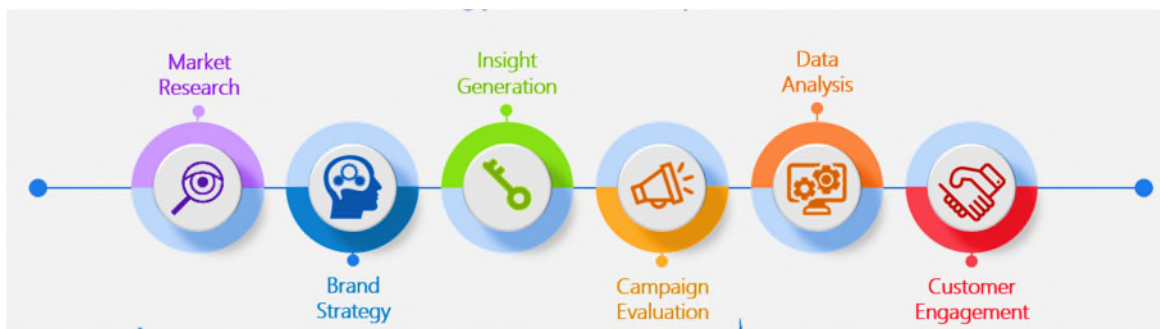 Market
Research
Brand
Strategy
Insight
Generation
Campaign
Evaluation
Data
Analysis
Customer
Engagement